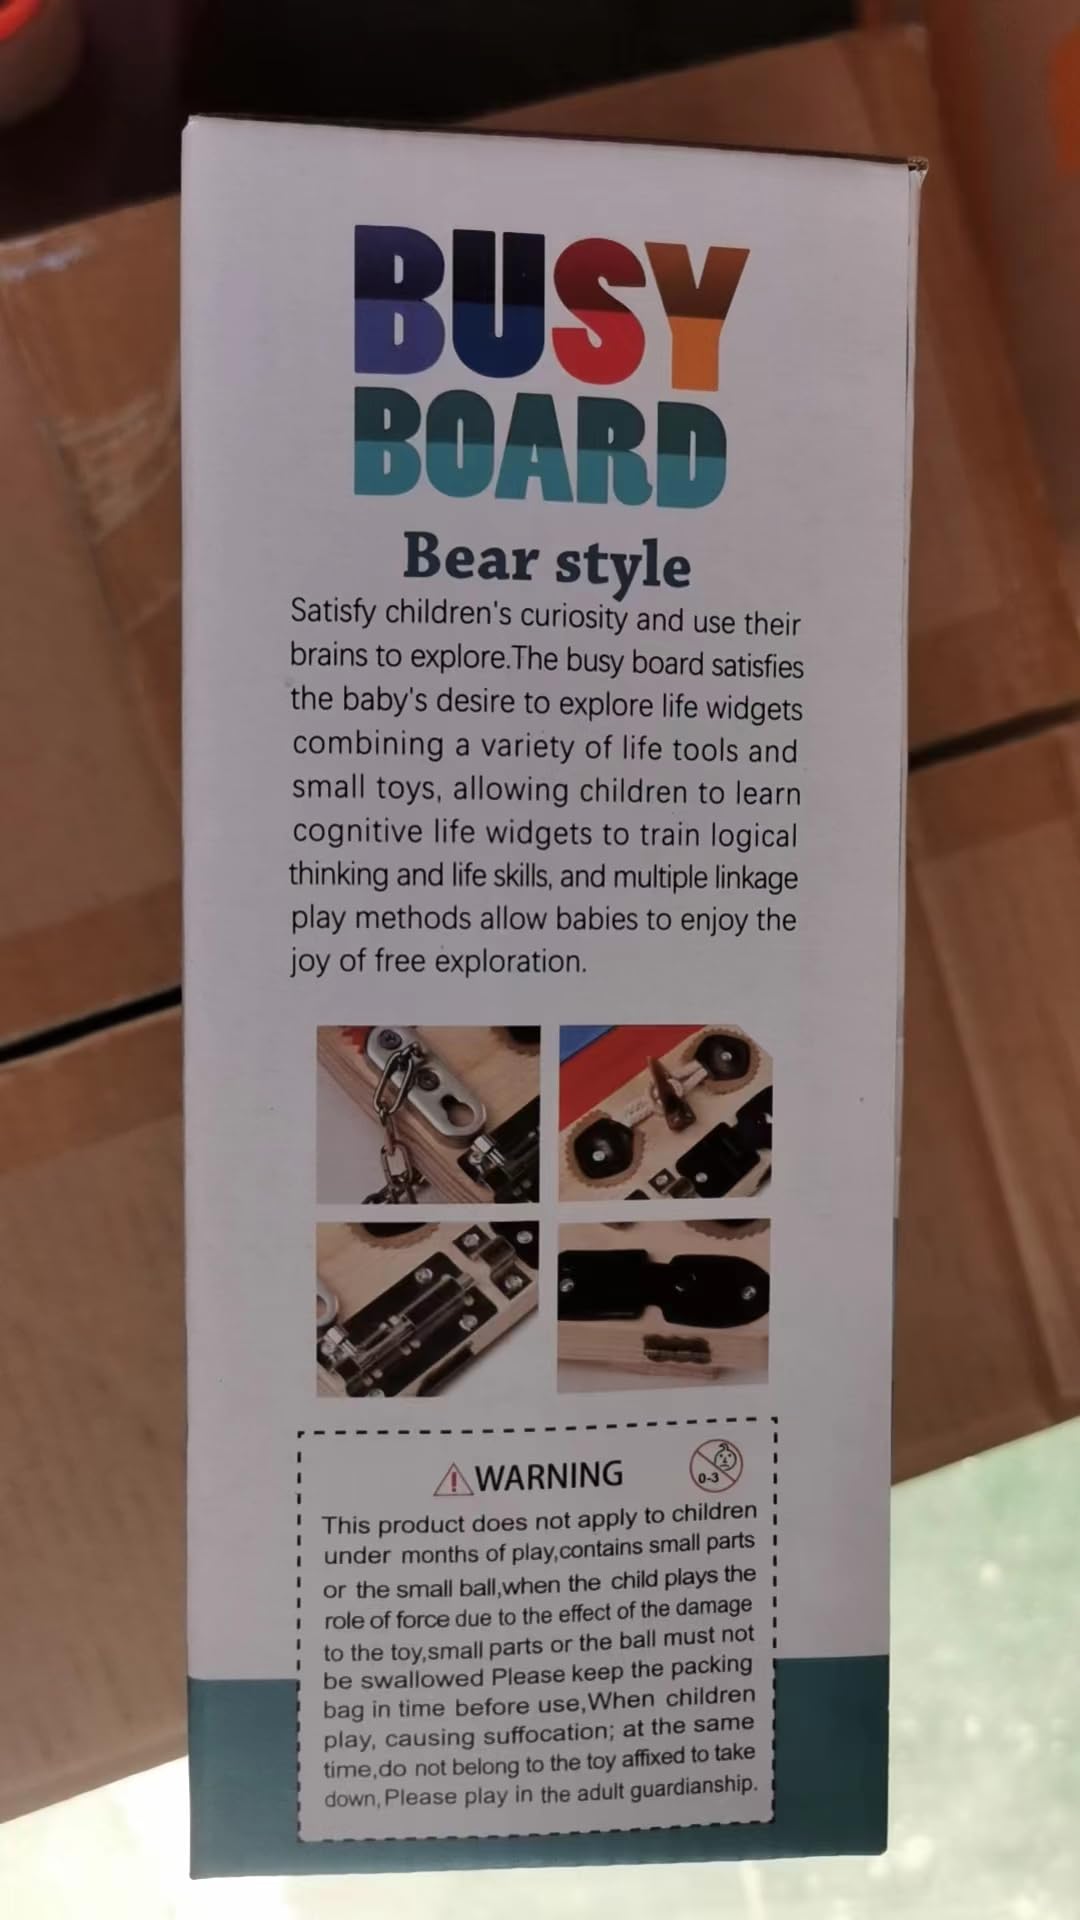 BUSY
BOARD
Bear style
Satisfy children's curiosity and use their
brains to explore.The busy board satisfies
the baby's desire to explore life widgets
combining a variety of life tools and
small toys, allowing children to learn
cognitive life widgets to train logical
thinking and life skills, and multiple linkage
play methods allow babies to enjoy the
joy of free exploration.
WARNING
0-3
This product does not apply to children
under months of play,contains small parts
or the small ball,when the child plays the
role of force due to the effect of the damage
to the toy,small parts or the ball must not
be swallowed Please keep the packing
bag in time before use,When children
play, causing suffocation; at the same
time,do not belong to the toy affixed to take
down,Please play in the adult guardianship.